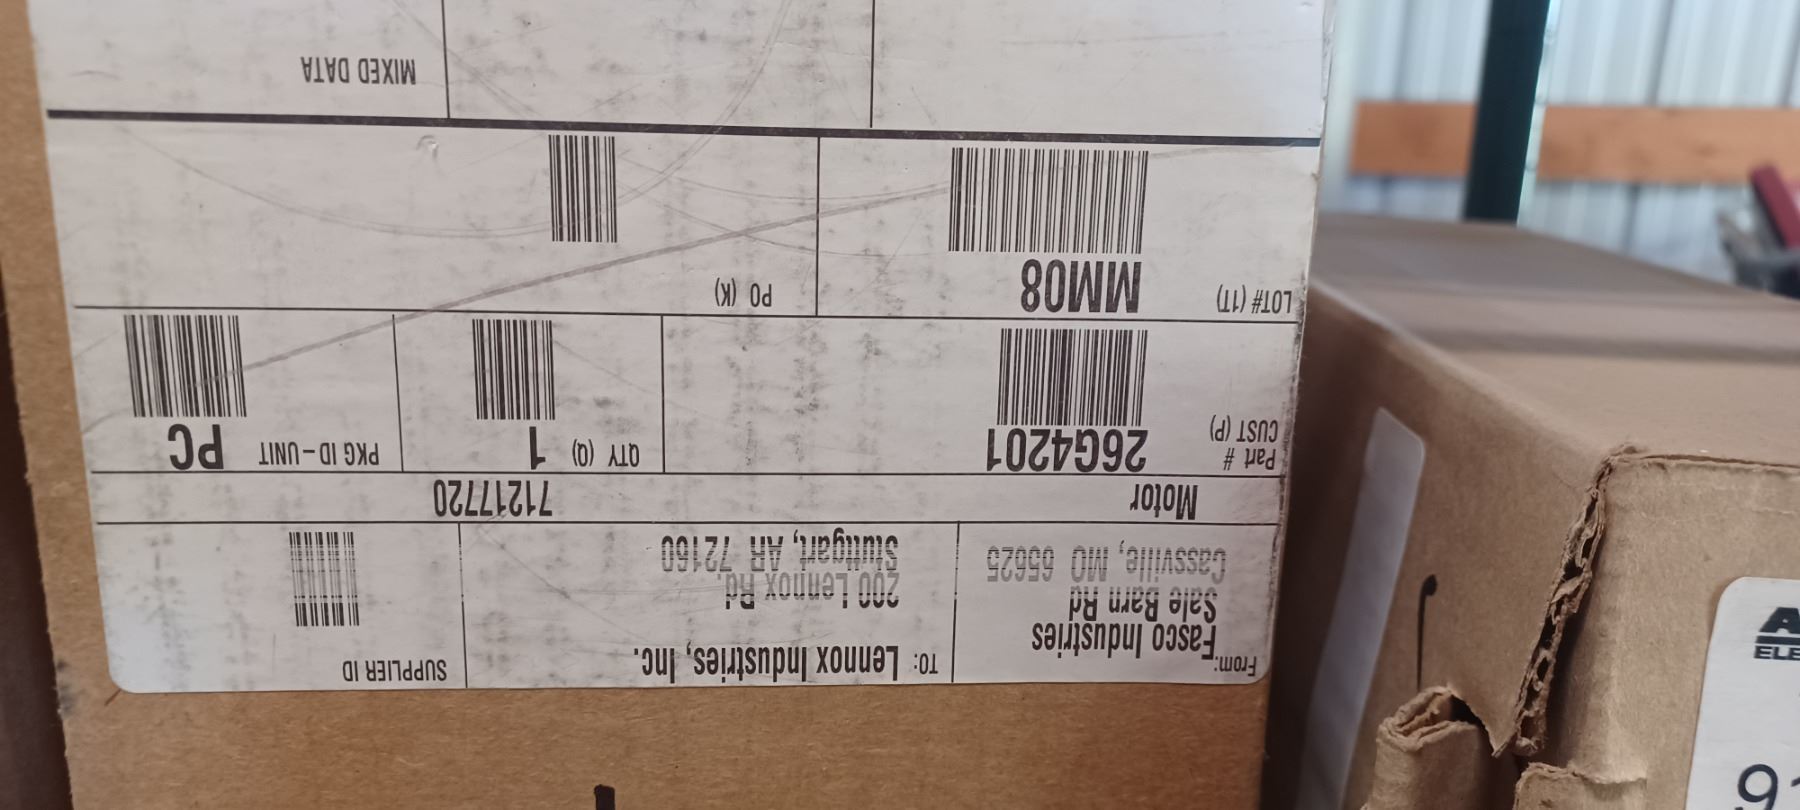 From:
Fasco Industries
Sale Barn Rd
Cassville, MO 65625
TO: Lennox Industries, Inc.
200 Lennox Rd.
Stuttgart, AR 72160
SUPPLIER ID
Motor
71217720
Part #
CUST (P)
26G4201
QTY (Q) 1
PKG ID-UNIT PC
LOT# (1T)
MM08
PO (K)
MIXED DATA